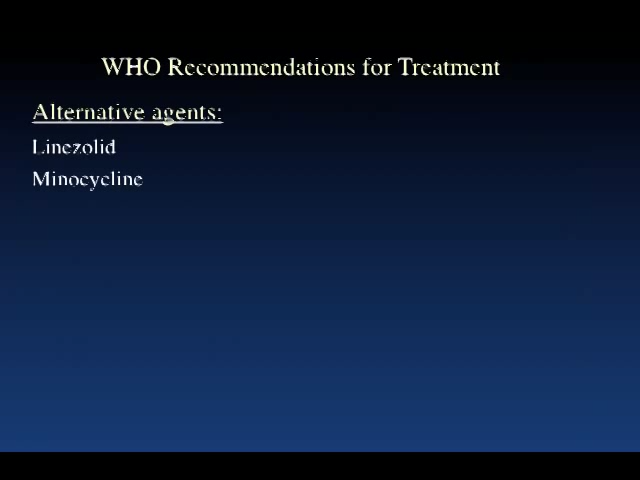 WHO Recommendations for Treatment
Alternative agents:
Linezolid
Minocycline